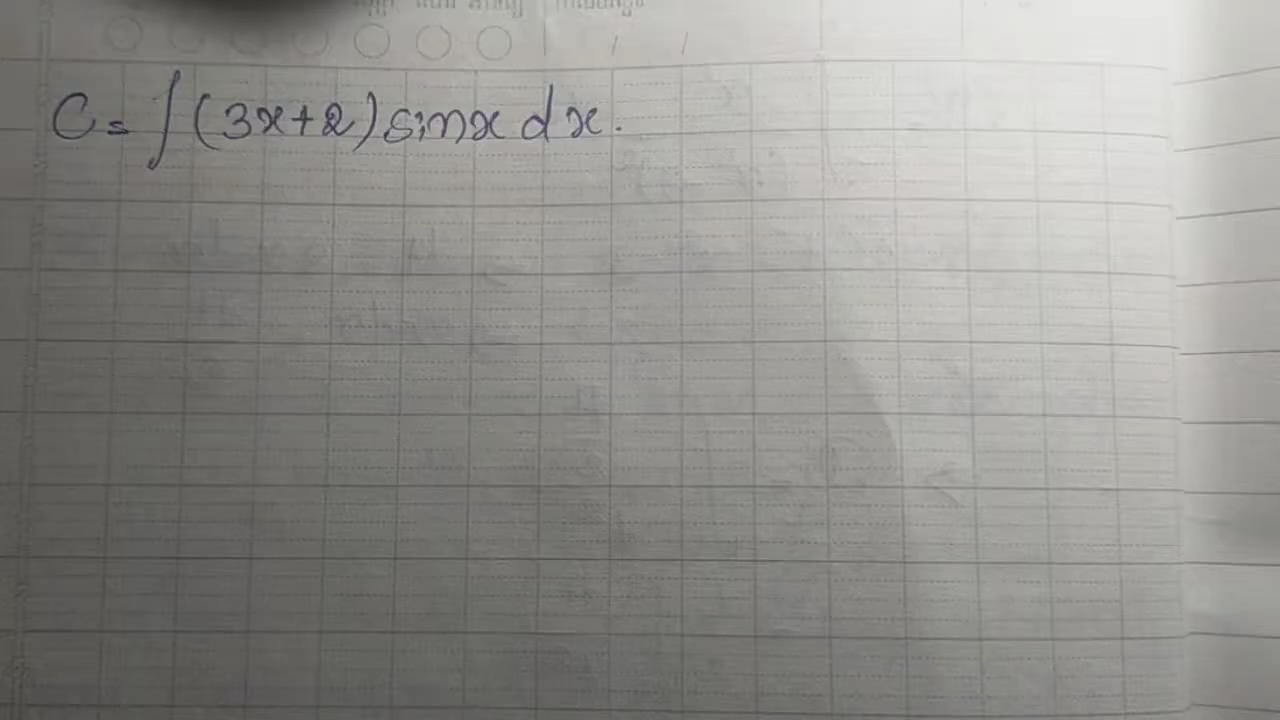 C = ∫(3x+2) sinx dx.